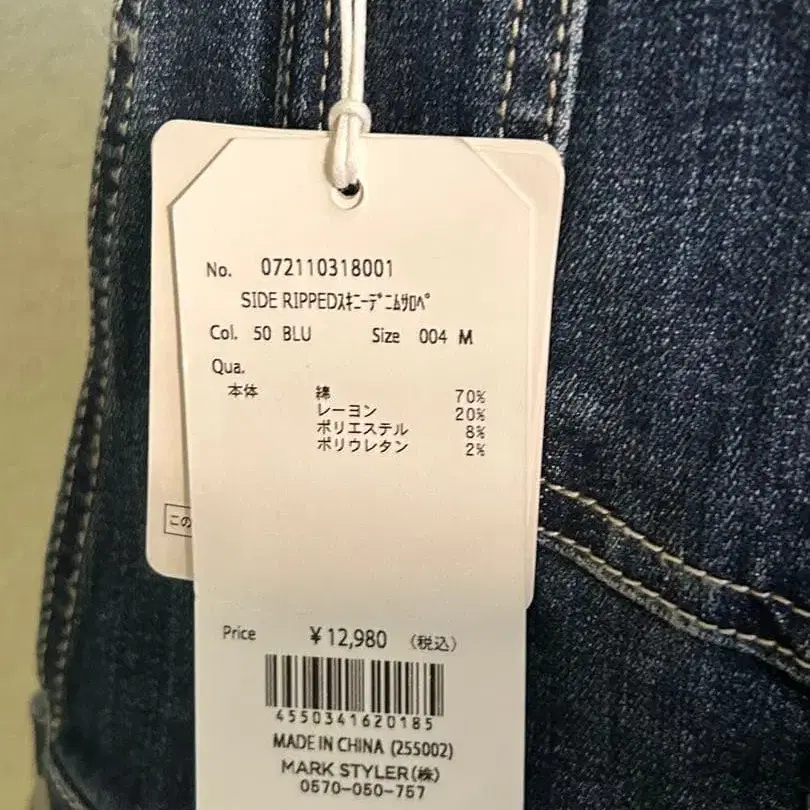 No. 072110318001
SIDE RIPPEDｽｷﾆｰﾃﾞﾆﾑｻﾛﾍﾟ
Col. 50 BLU Size 004 M
Qua.
本体 綿 70%
レーヨン 20%
ポリエステル 8%
ポリウレタン 2%
この
Price ¥12,980 (税込)
4550341620185
MADE IN CHINA (255002)
MARK STYLER(株)
0570-050-757